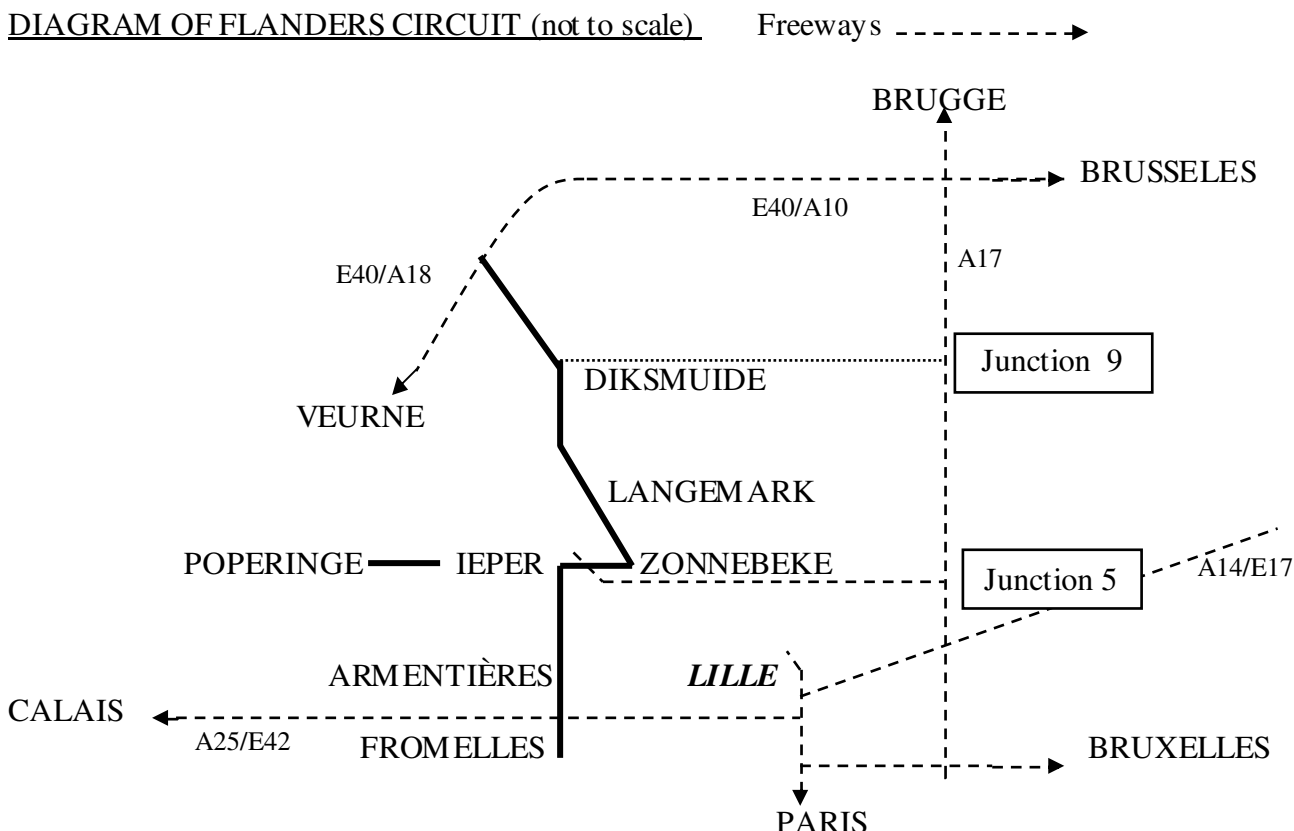 DIAGRAM OF FLANDERS CIRCUIT (not to scale) Freeways
BRUGGE
BRUSSELES
E40/A10
A17
E40/A18
Junction 9
DIKSMUIDE
VEURNE
LANGEMARK
POPERINGE IEPER ZONNEBEKE
Junction 5
A14/E17
ARMENTIÈRES LILLE
CALAIS
A25/E42
FROMELLES BRUXELLES
PARIS